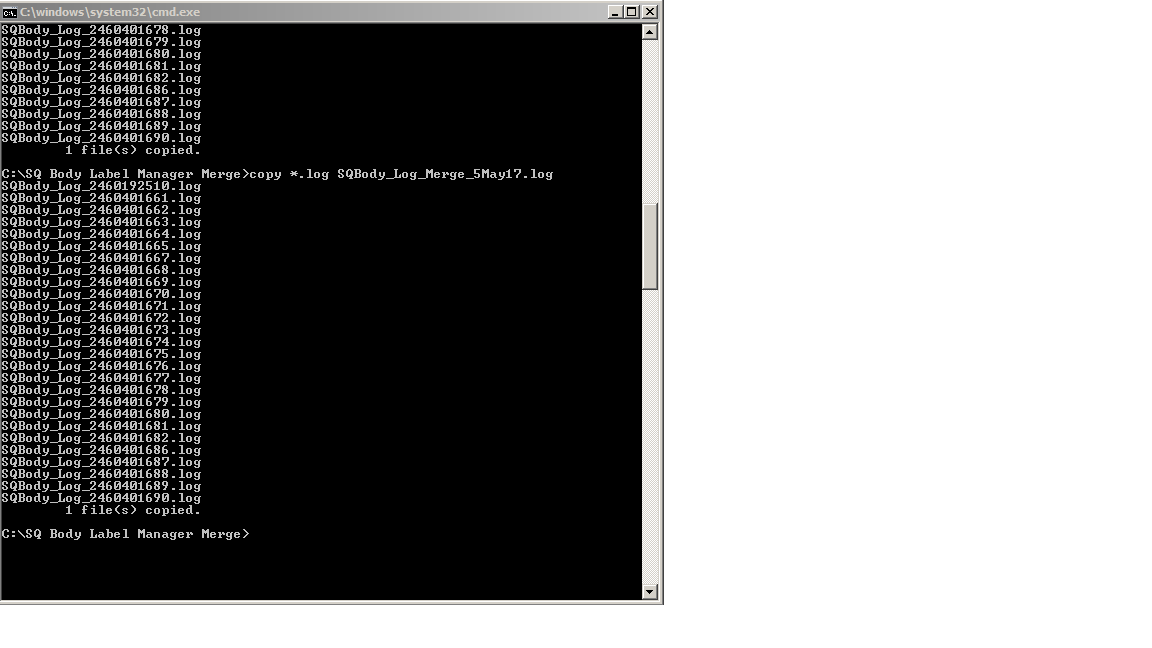 C:\windows\system32\cmd.exe
SQBody_Log_2460401678.log
SQBody_Log_2460401679.log
SQBody_Log_2460401680.log
SQBody_Log_2460401681.log
SQBody_Log_2460401682.log
SQBody_Log_2460401686.log
SQBody_Log_2460401687.log
SQBody_Log_2460401688.log
SQBody_Log_2460401689.log
SQBody_Log_2460401690.log
1 file(s) copied.
C:\SQ Body Label Manager Merge>copy *.log SQBody_Log_Merge_5May17.log
SQBody_Log_2460192510.log
SQBody_Log_2460401661.log
SQBody_Log_2460401662.log
SQBody_Log_2460401663.log
SQBody_Log_2460401664.log
SQBody_Log_2460401665.log
SQBody_Log_2460401667.log
SQBody_Log_2460401668.log
SQBody_Log_2460401669.log
SQBody_Log_2460401670.log
SQBody_Log_2460401671.log
SQBody_Log_2460401672.log
SQBody_Log_2460401673.log
SQBody_Log_2460401674.log
SQBody_Log_2460401675.log
SQBody_Log_2460401676.log
SQBody_Log_2460401677.log
SQBody_Log_2460401678.log
SQBody_Log_2460401679.log
SQBody_Log_2460401680.log
SQBody_Log_2460401681.log
SQBody_Log_2460401682.log
SQBody_Log_2460401686.log
SQBody_Log_2460401687.log
SQBody_Log_2460401688.log
SQBody_Log_2460401689.log
SQBody_Log_2460401690.log
1 file(s) copied.
C:\SQ Body Label Manager Merge>